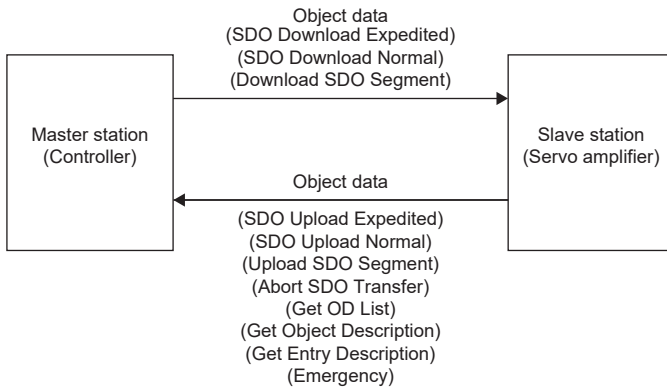 Object data
(SDO Download Expedited)
(SDO Download Normal)
(Download SDO Segment)
Master station
(Controller)
Slave station
(Servo amplifier)
Object data
(SDO Upload Expedited)
(SDO Upload Normal)
(Upload SDO Segment)
(Abort SDO Transfer)
(Get OD List)
(Get Object Description)
(Get Entry Description)
(Emergency)